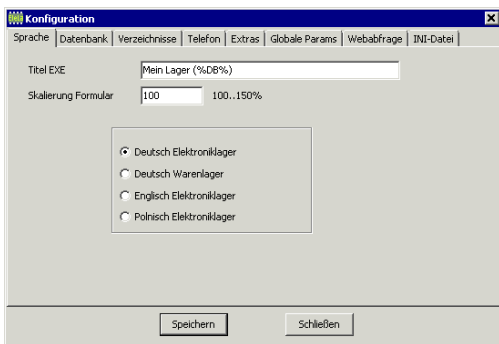 Konfiguration
Sprache Datenbank Verzeichnisse Telefon Extras Globale Params Webabfrage INI-Datei
Titel EXE Mein Lager (%DB%)
Skalierung Formular 100 100..150%
Deutsch Elektroniklager
Deutsch Warenlager
Englisch Elektroniklager
Polnisch Elektroniklager
Speichern Schließen